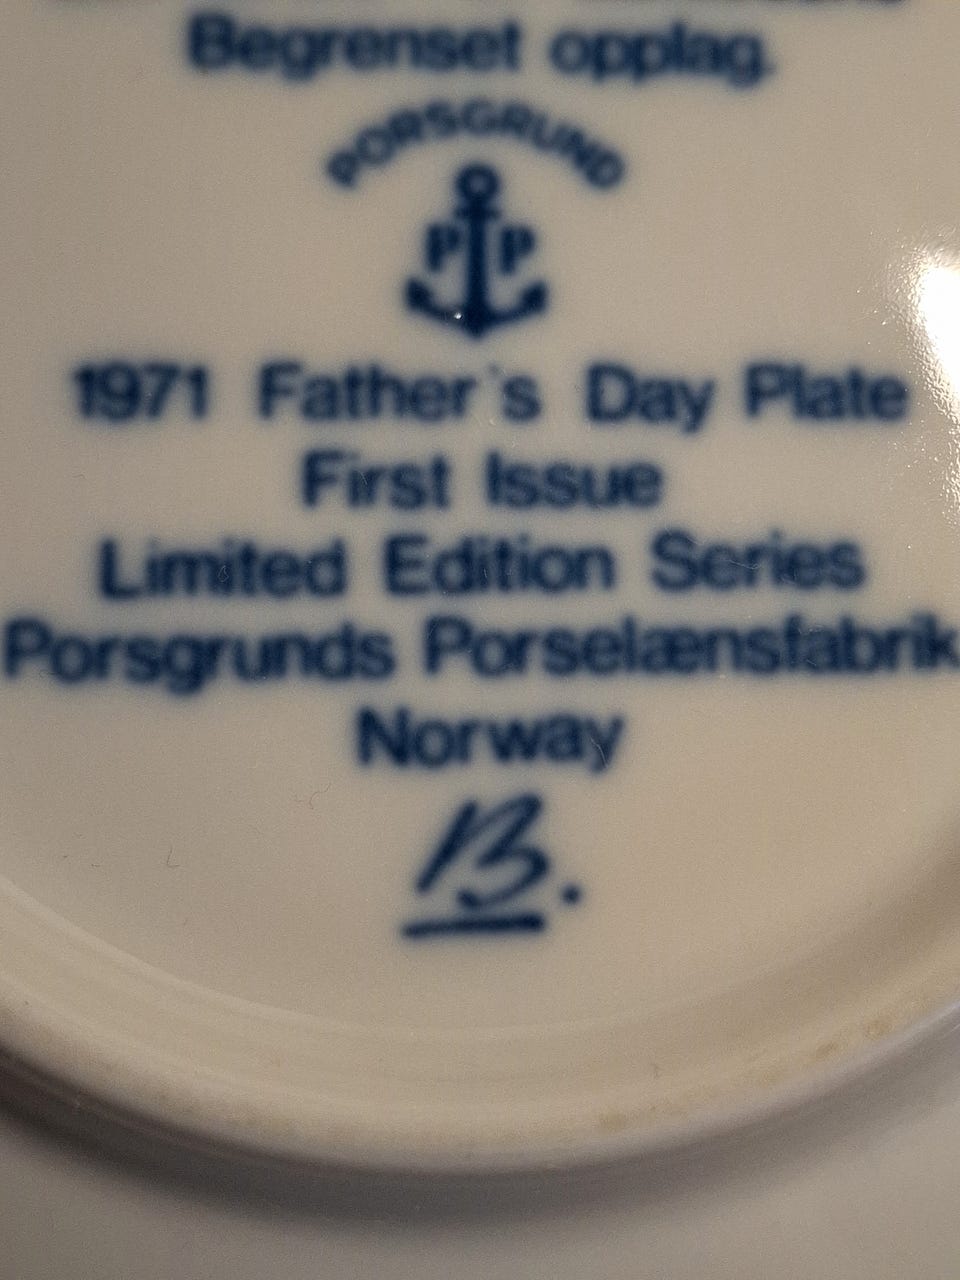 Begrenset opplag.
PORSGRUND
P P
1971 Father's Day Plate
First Issue
Limited Edition Series
Porsgrunds Porselænsfabrik
Norway
B.